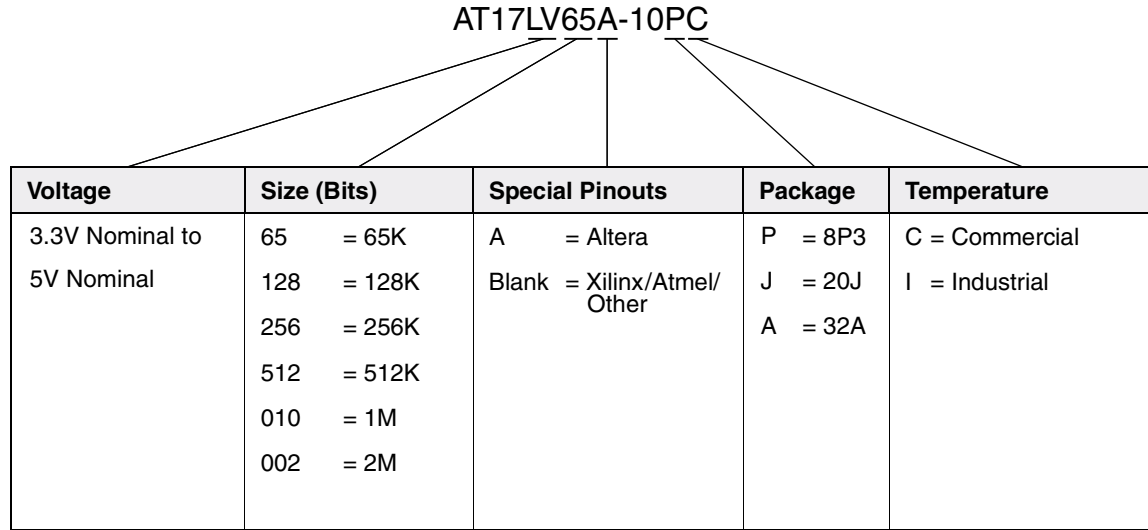 AT17LV65A-10PC
Voltage
3.3V Nominal to
5V Nominal
Size (Bits)
65 = 65K
128 = 128K
256 = 256K
512 = 512K
010 = 1M
002 = 2M
Special Pinouts
A = Altera
Blank = Xilinx/Atmel/
Other
Package
P = 8P3
J = 20J
A = 32A
Temperature
C = Commercial
I = Industrial